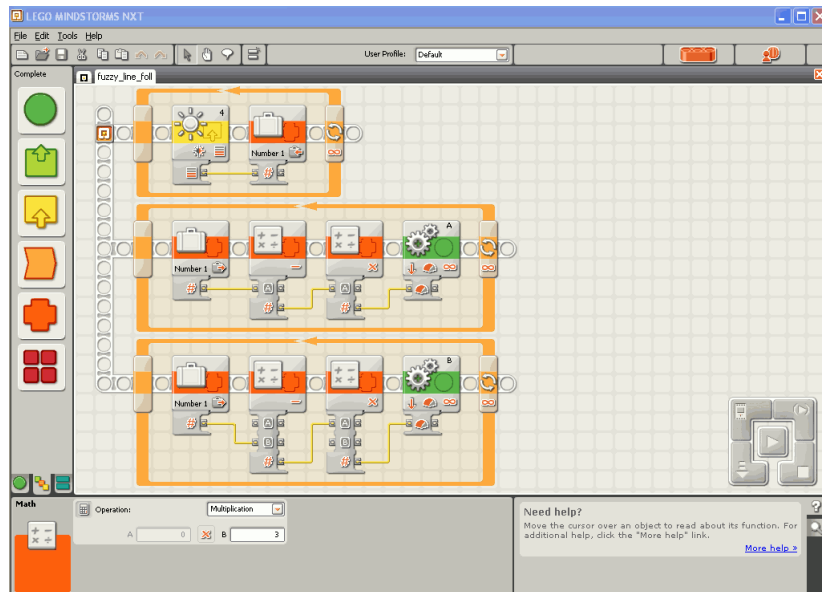 LEGO MINDSTORMS NXT
File Edit Tools Help
User Profile: Default
Complete
fuzzy_line_foll
4
Number 1
#
A
Number 1
#
A
#
A
B
#
A
B
Number 1
#
A
B
#
A
B
#
Math
Operation: Multiplication
A 0 B 3
Need help?
Move the cursor over an object to read about its function. For
additional help, click the "More help" link.
More help »
?